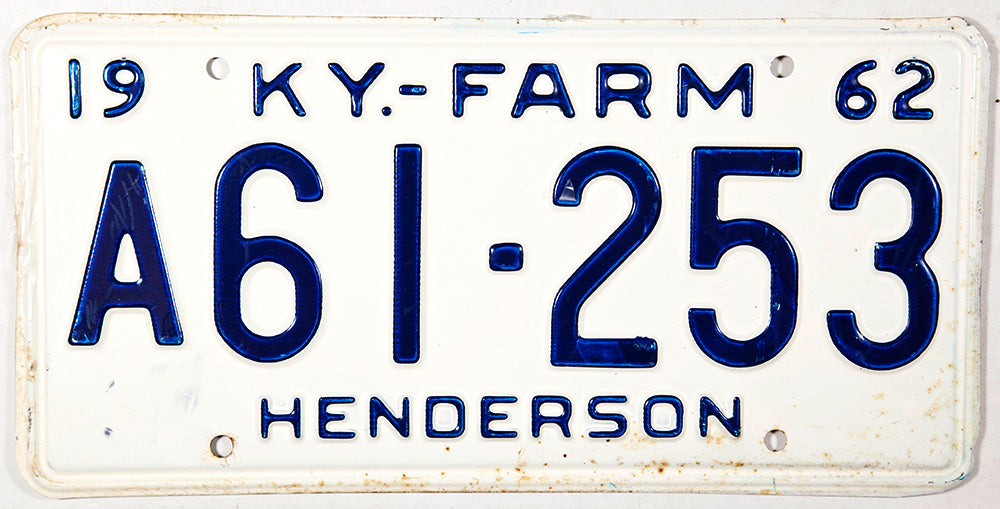 19 KY.-FARM 62
A61-253
HENDERSON